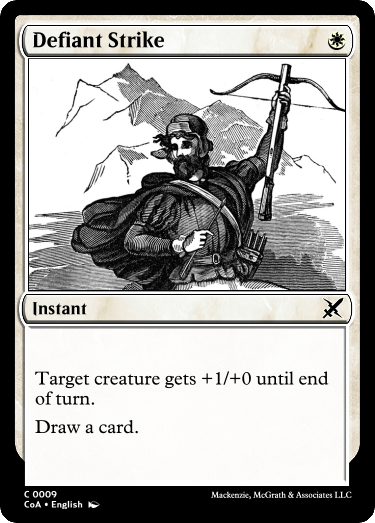 Defiant Strike
Instant
Target creature gets +1/+0 until end
of turn.
Draw a card.
C 0009
CoA • English
Mackenzie, McGrath & Associates LLC